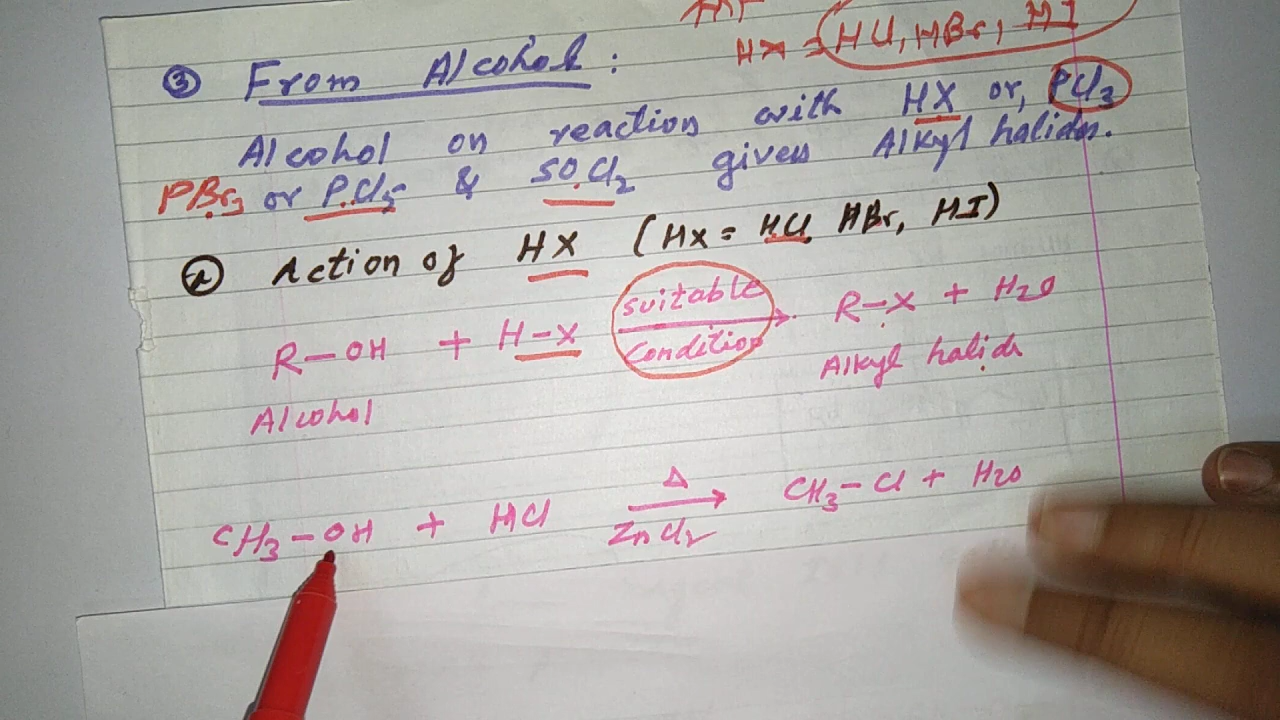 HX = HCl, HBr, HI
③ From Alcohol :
Alcohol on reaction with HX or, PCl3
PBr3 or PCl5 & SOCl2 gives Alkyl halides.
ⓐ Action of HX (HX = HCl, HBr, HI)
R-OH + H-X suitable condition → R-X + H2O
Alcohol Alkyl halide
CH3-OH + HCl Δ ZnCl2 → CH3-Cl + H2O